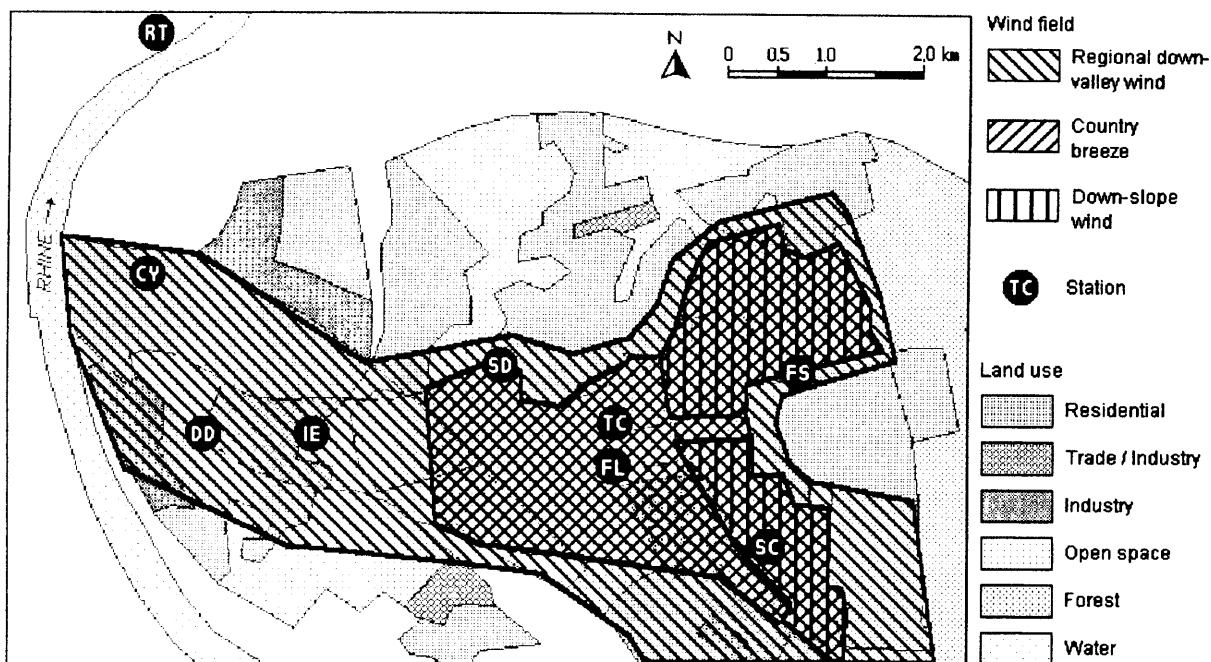 RT
N
0 0.5 1.0 2.0 km
RHINE →
CY
SD
FS
DD
IE
TC
FL
SC
Wind field
Regional down-
valley wind
Country
breeze
Down-slope
wind
TC
Station
Land use
Residential
Trade / Industry
Industry
Open space
Forest
Water